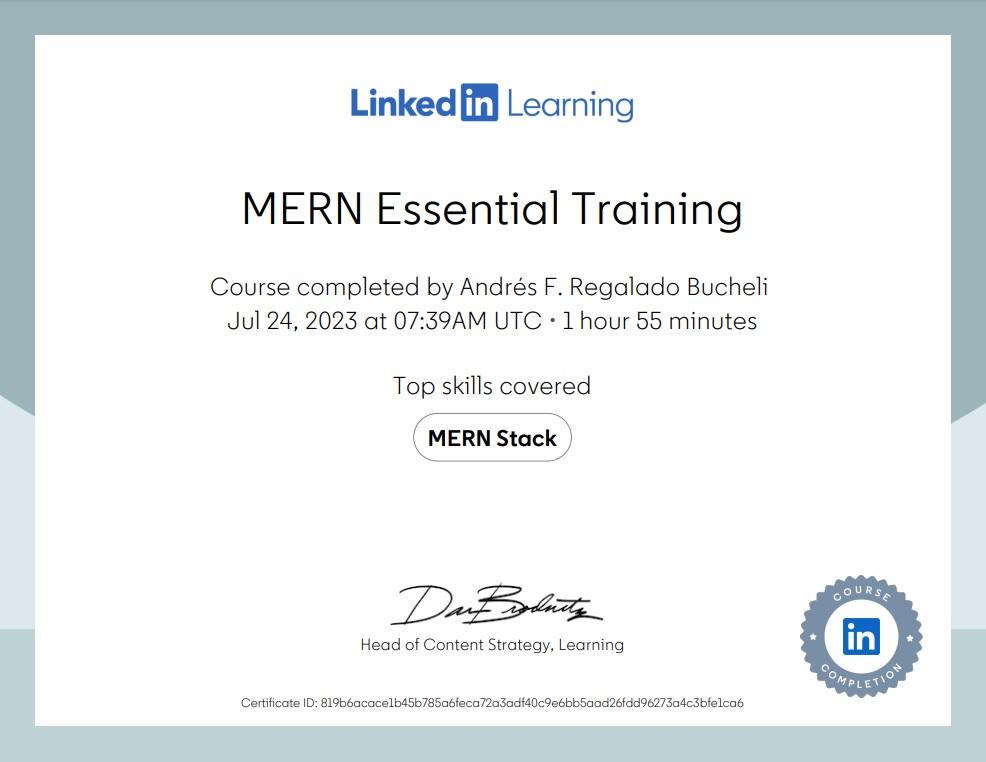 Linked in Learning
MERN Essential Training
Course completed by Andrés F. Regalado Bucheli
Jul 24, 2023 at 07:39AM UTC • 1 hour 55 minutes
Top skills covered
MERN Stack
Dan Brodnitz
Head of Content Strategy, Learning
COURSE
in
COMPLETION
Certificate ID: 819b6acace1b45b785a6feca72a3adf40c9e6bb5aad26fdd96273a4c3bfe1ca6